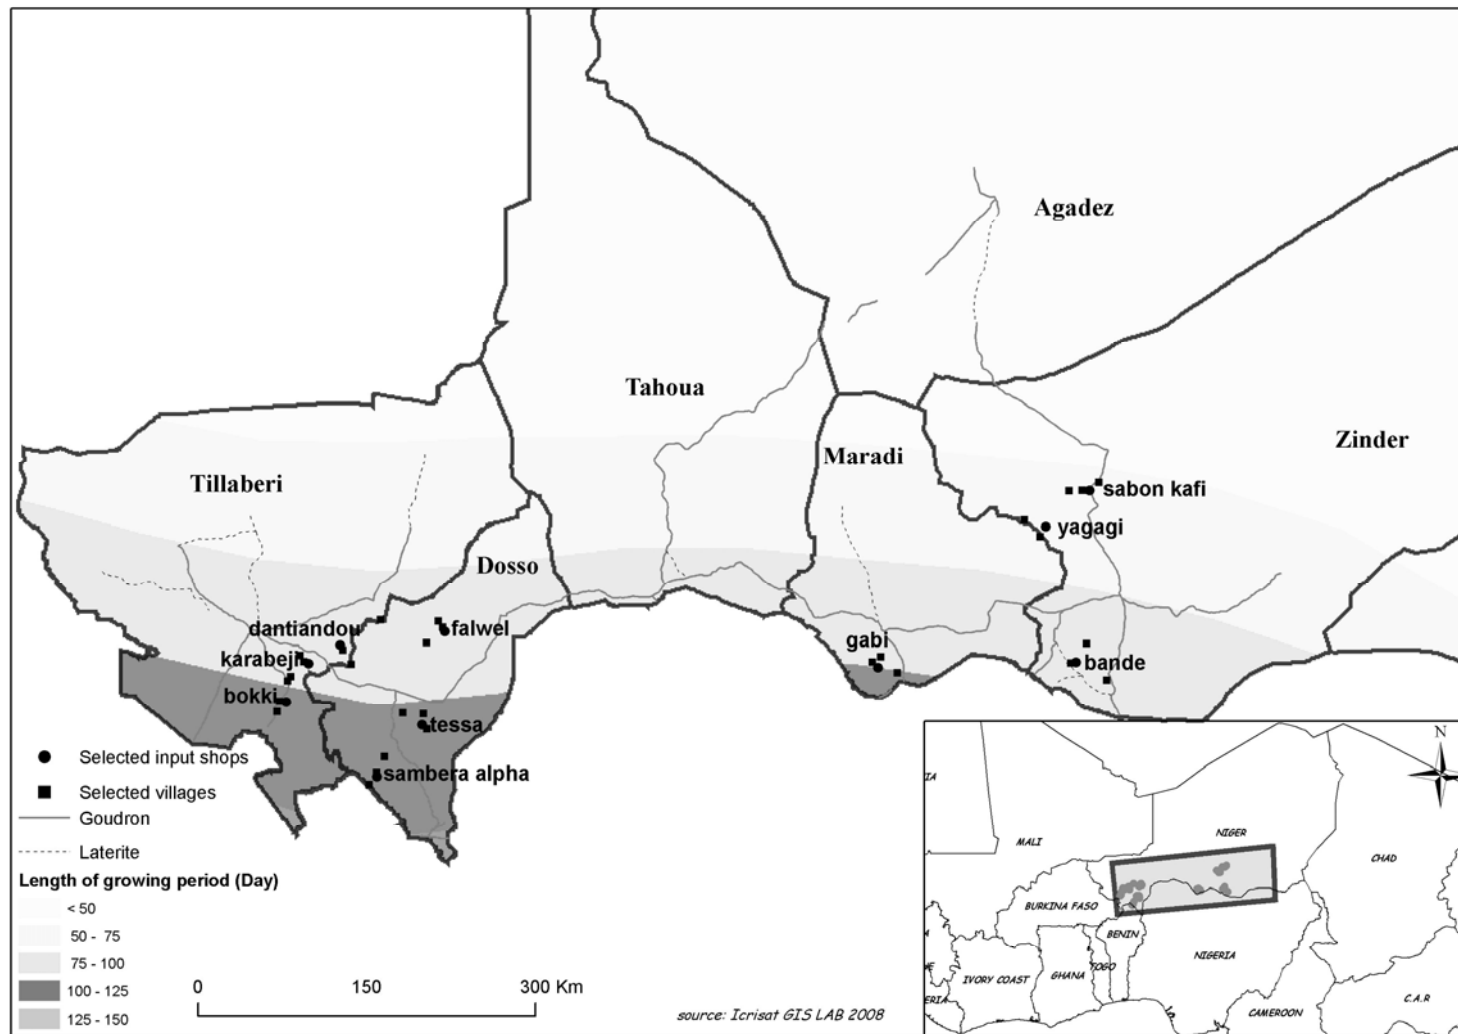 Agadez
Tahoua
Zinder
Maradi
Tillaberi
sabon kafi
yagagi
Dosso
dantiandou
falwel
gabi
karabeji
bande
bokki
tessa
sambera alpha
Selected input shops
Selected villages
Goudron
Laterite
Length of growing period (Day)
< 50
50 - 75
75 - 100
100 - 125
125 - 150
0 150 300 Km
source: Icrisat GIS LAB 2008
N
IA
MALI
NIGER
CHAD
BURKINA FASO
BENIN
NIGERIA
IVORY COAST
GHANA
TOGO
ERIA
CAMEROON
C.A.R